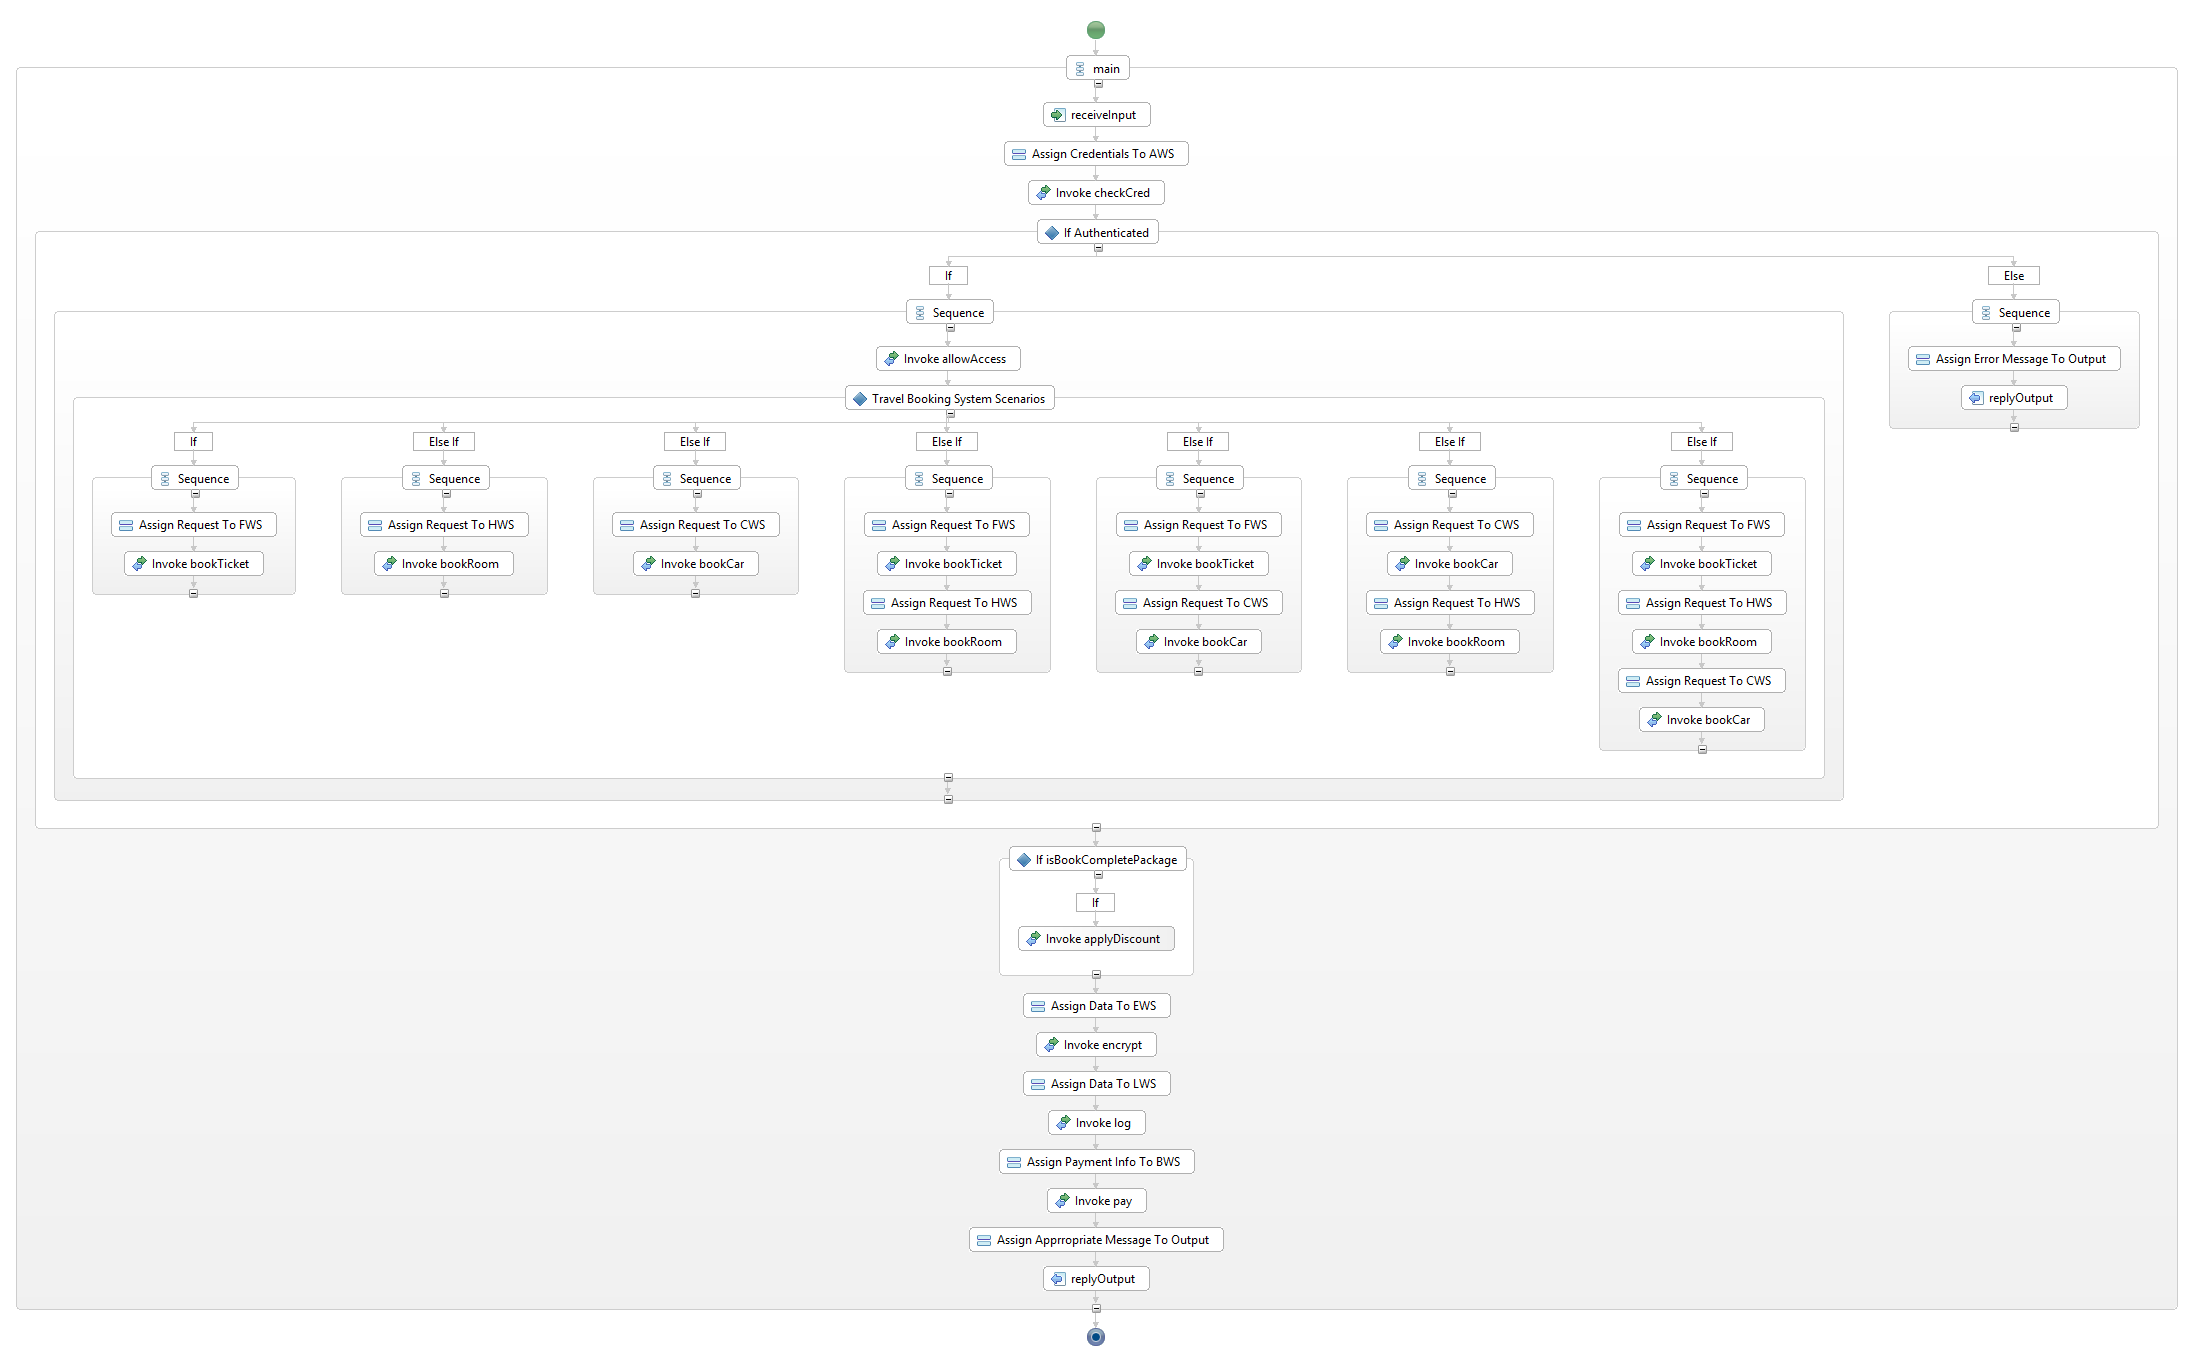 main
receiveInput
Assign Credentials To AWS
Invoke checkCred
If Authenticated
If
Else
Sequence
Sequence
Invoke allowAccess
Assign Error Message To Output
Travel Booking System Scenarios
replyOutput
If
Else If
Else If
Else If
Else If
Else If
Else If
Sequence
Sequence
Sequence
Sequence
Sequence
Sequence
Sequence
Assign Request To FWS
Assign Request To HWS
Assign Request To CWS
Assign Request To FWS
Assign Request To FWS
Assign Request To CWS
Assign Request To FWS
Invoke bookTicket
Invoke bookRoom
Invoke bookCar
Invoke bookTicket
Invoke bookTicket
Invoke bookCar
Invoke bookTicket
Assign Request To HWS
Assign Request To CWS
Assign Request To HWS
Assign Request To HWS
Invoke bookRoom
Invoke bookCar
Invoke bookRoom
Invoke bookRoom
Assign Request To CWS
Invoke bookCar
If isBookCompletePackage
If
Invoke applyDiscount
Assign Data To EWS
Invoke encrypt
Assign Data To LWS
Invoke log
Assign Payment Info To BWS
Invoke pay
Assign Apprropriate Message To Output
replyOutput